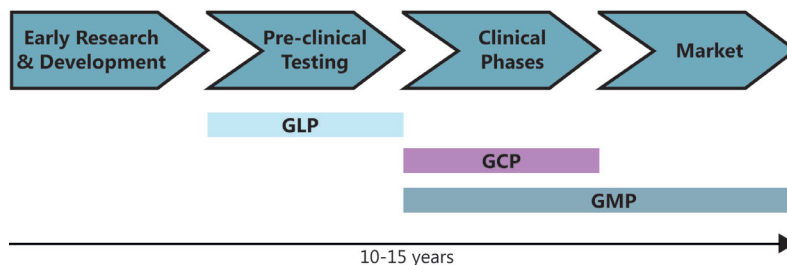 Early Research
& Development
Pre-clinical
Testing
Clinical
Phases
Market
GLP
GCP
GMP
10-15 years